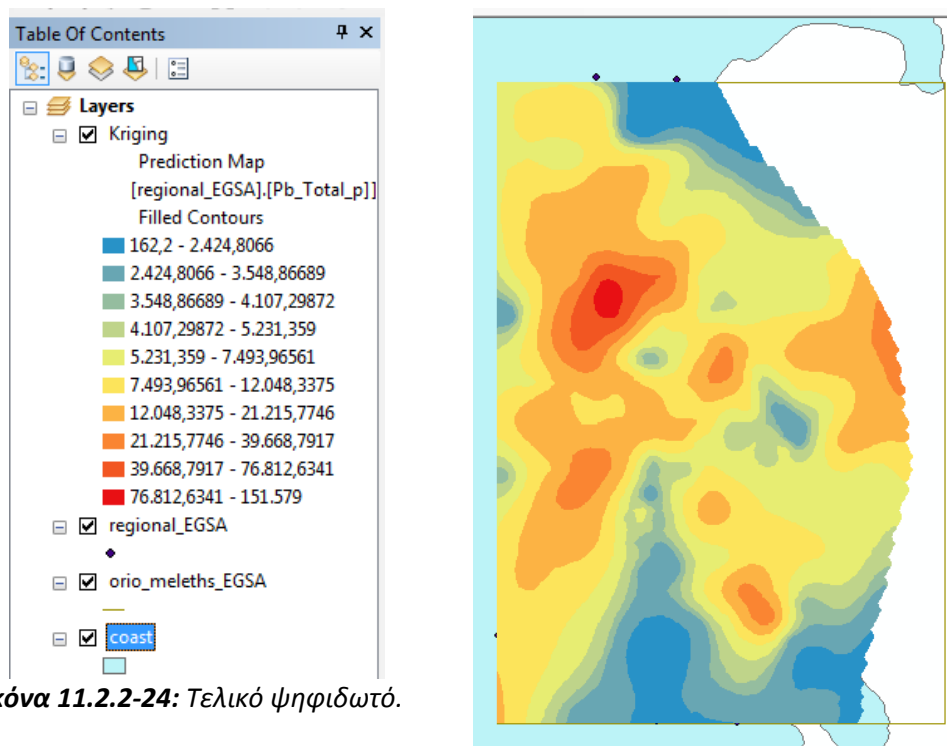 Table Of Contents
Layers
Kriging
Prediction Map
[regional_EGSA].[Pb_Total_p]]
Filled Contours
162,2 - 2.424,8066
2.424,8066 - 3.548,86689
3.548,86689 - 4.107,29872
4.107,29872 - 5.231,359
5.231,359 - 7.493,96561
7.493,96561 - 12.048,3375
12.048,3375 - 21.215,7746
21.215,7746 - 39.668,7917
39.668,7917 - 76.812,6341
76.812,6341 - 151.579
regional_EGSA
orio_meleths_EGSA
coast
κόνα 11.2.2-24: Τελικό ψηφιδωτό.